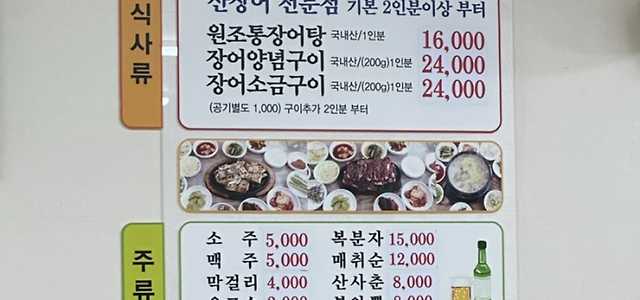 식사류
산장어 전문점 기본 2인분이상 부터
원조통장어탕 국내산/1인분 16,000
장어양념구이 국내산/(200g)1인분 24,000
장어소금구이 국내산/(200g)1인분 24,000
(공기별도 1,000) 구이추가 2인분 부터
주류
소주 5,000 복분자 15,000
맥주 5,000 매취순 12,000
막걸리 4,000 산사춘 8,000